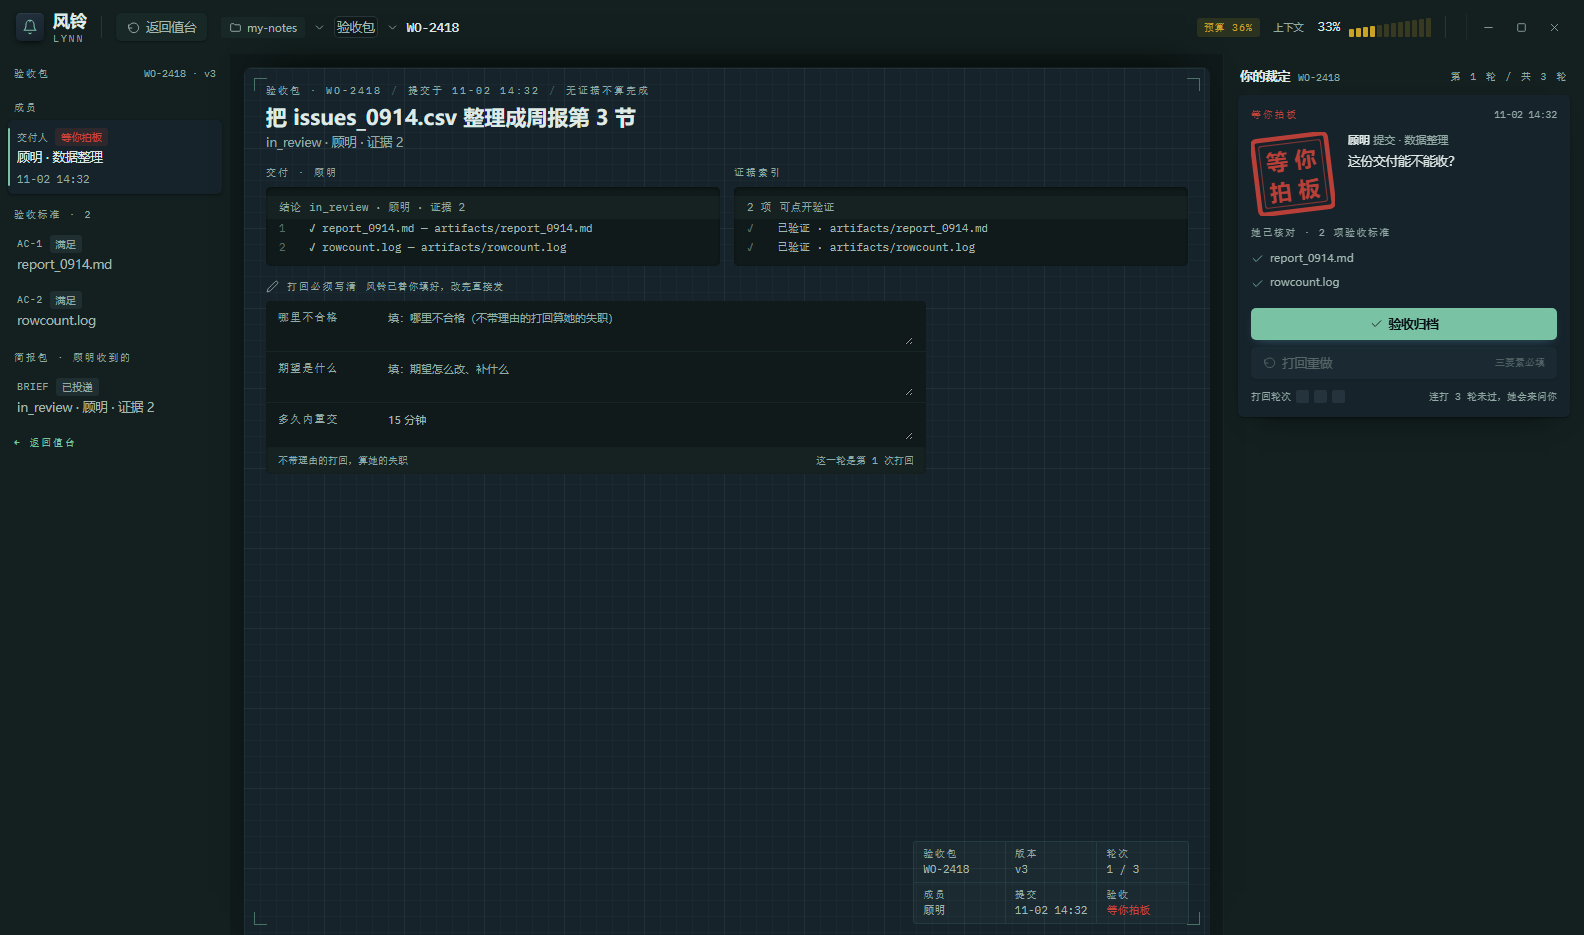 风铃
LYNN
返回值台
my-notes
验收包
WO-2418
预算 36%
上下文 33%
验收包
WO-2418 · v3
成员
交付人 等你拍板
顾明 · 数据整理
11-02 14:32
验收标准 · 2
AC-1 满足
report_0914.md
AC-2 满足
rowcount.log
简报包 · 顾明收到的
BRIEF 已投递
in_review · 顾明 · 证据 2
← 返回值台
验收包 · WO-2418 / 提交于 11-02 14:32 / 无证据不算完成
把 issues_0914.csv 整理成周报第 3 节
in_review · 顾明 · 证据 2
交付 · 顾明
结论 in_review · 顾明 · 证据 2
1 ✓ report_0914.md — artifacts/report_0914.md
2 ✓ rowcount.log — artifacts/rowcount.log
证据索引
2 项 可点开验证
✓ 已验证 · artifacts/report_0914.md
✓ 已验证 · artifacts/rowcount.log
打回必须写清 风铃已替你填好，改完直接发
哪里不合格 填：哪里不合格（不带理由的打回算她的失职）
期望是什么 填：期望怎么改、补什么
多久内重交 15 分钟
不带理由的打回，算她的失职
这一轮是第 1 次打回
验收包 版本 轮次
WO-2418 v3 1 / 3
成员 提交 验收
顾明 11-02 14:32 等你拍板
你的裁定 WO-2418
第 1 轮 / 共 3 轮
等你拍板
11-02 14:32
等你
拍板
顾明 提交 · 数据整理
这份交付能不能收？
她已核对 · 2 项验收标准
✓ report_0914.md
✓ rowcount.log
✓ 验收归档
打回重做 三要素必填
打回轮次
连打 3 轮未过，她会来问你